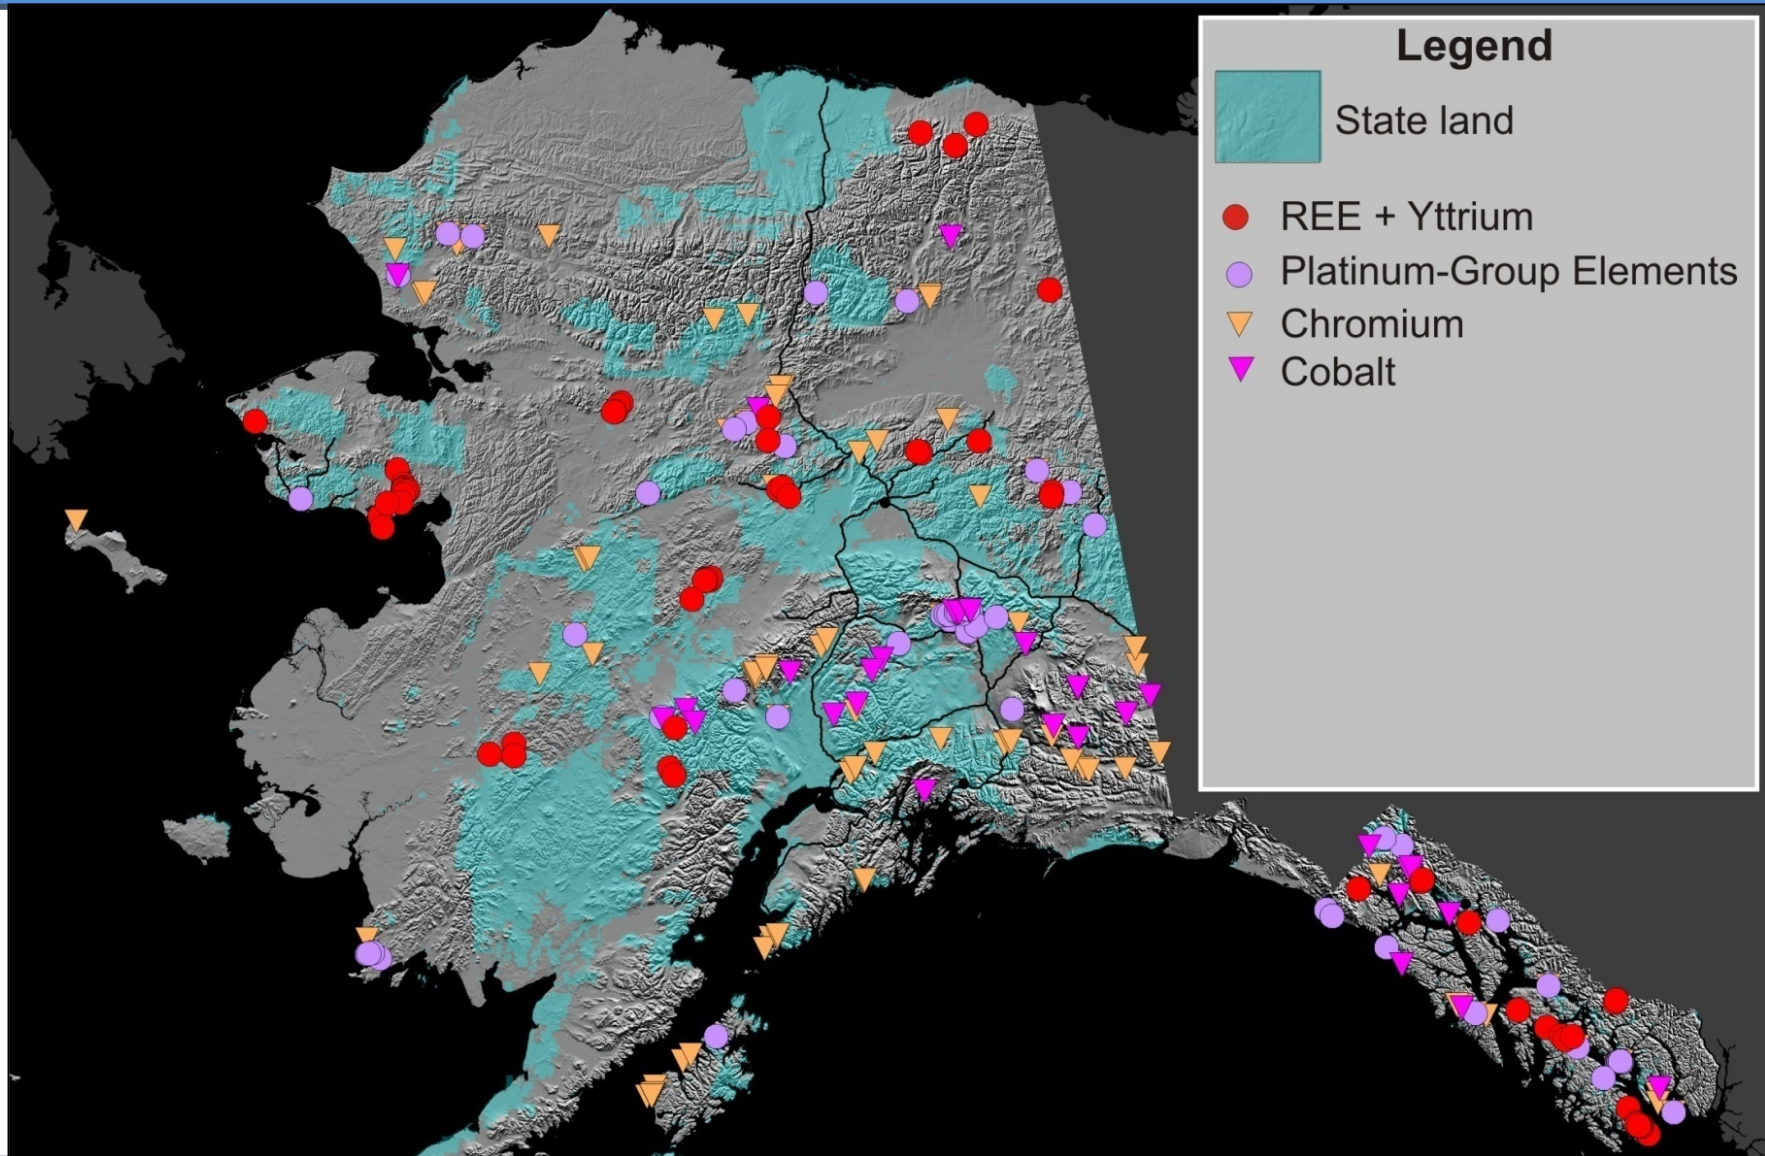 Legend
State land
REE + Yttrium
Platinum-Group Elements
Chromium
Cobalt